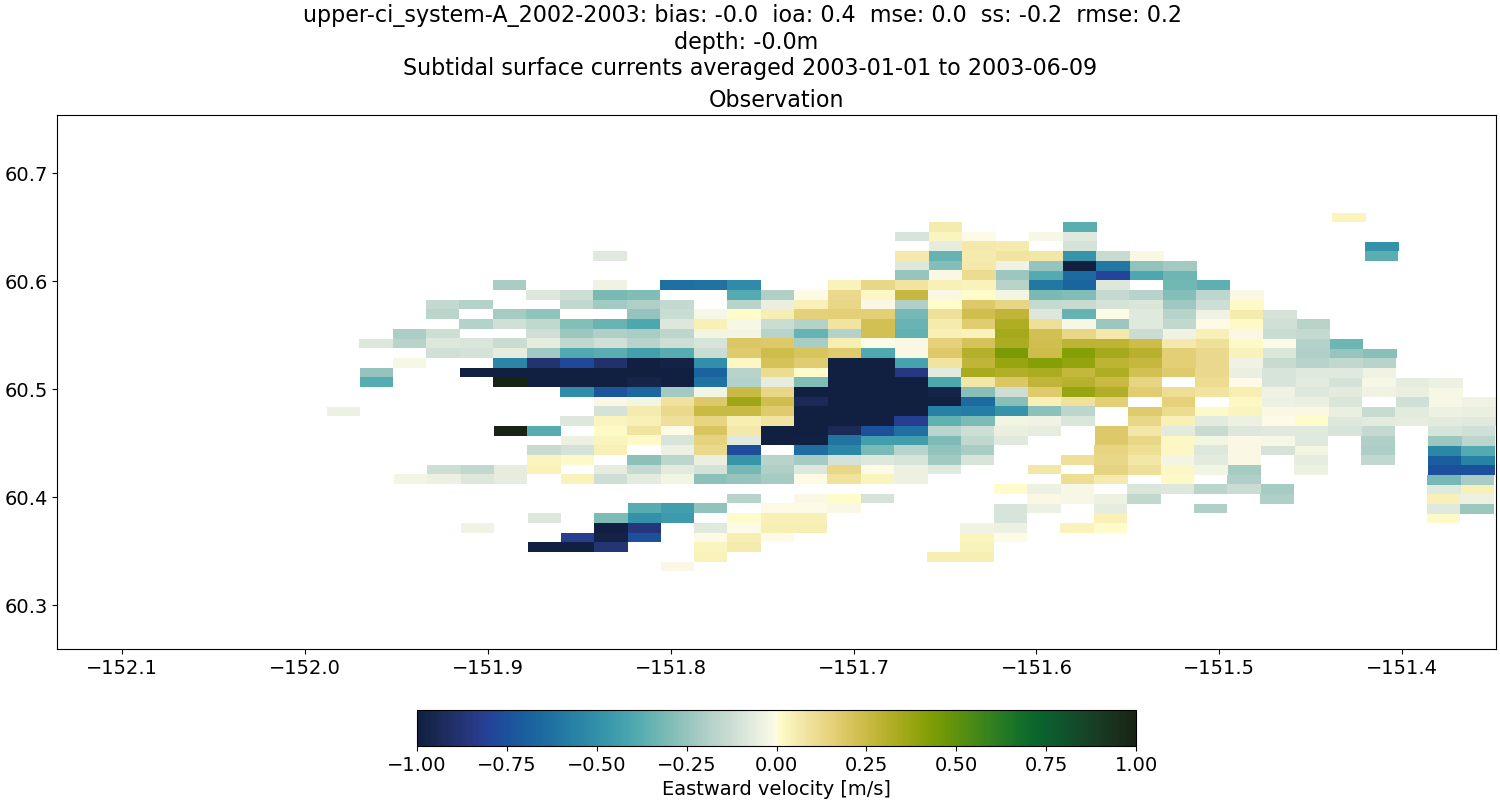 upper-ci_system-A_2002-2003: bias: -0.0  ioa: 0.4  mse: 0.0  ss: -0.2  rmse: 0.2
depth: -0.0m
Subtidal surface currents averaged 2003-01-01 to 2003-06-09
Observation
60.7
60.6
60.5
60.4
60.3
−152.1 −152.0 −151.9 −151.8 −151.7 −151.6 −151.5 −151.4
−1.00 −0.75 −0.50 −0.25 0.00 0.25 0.50 0.75 1.00
Eastward velocity [m/s]